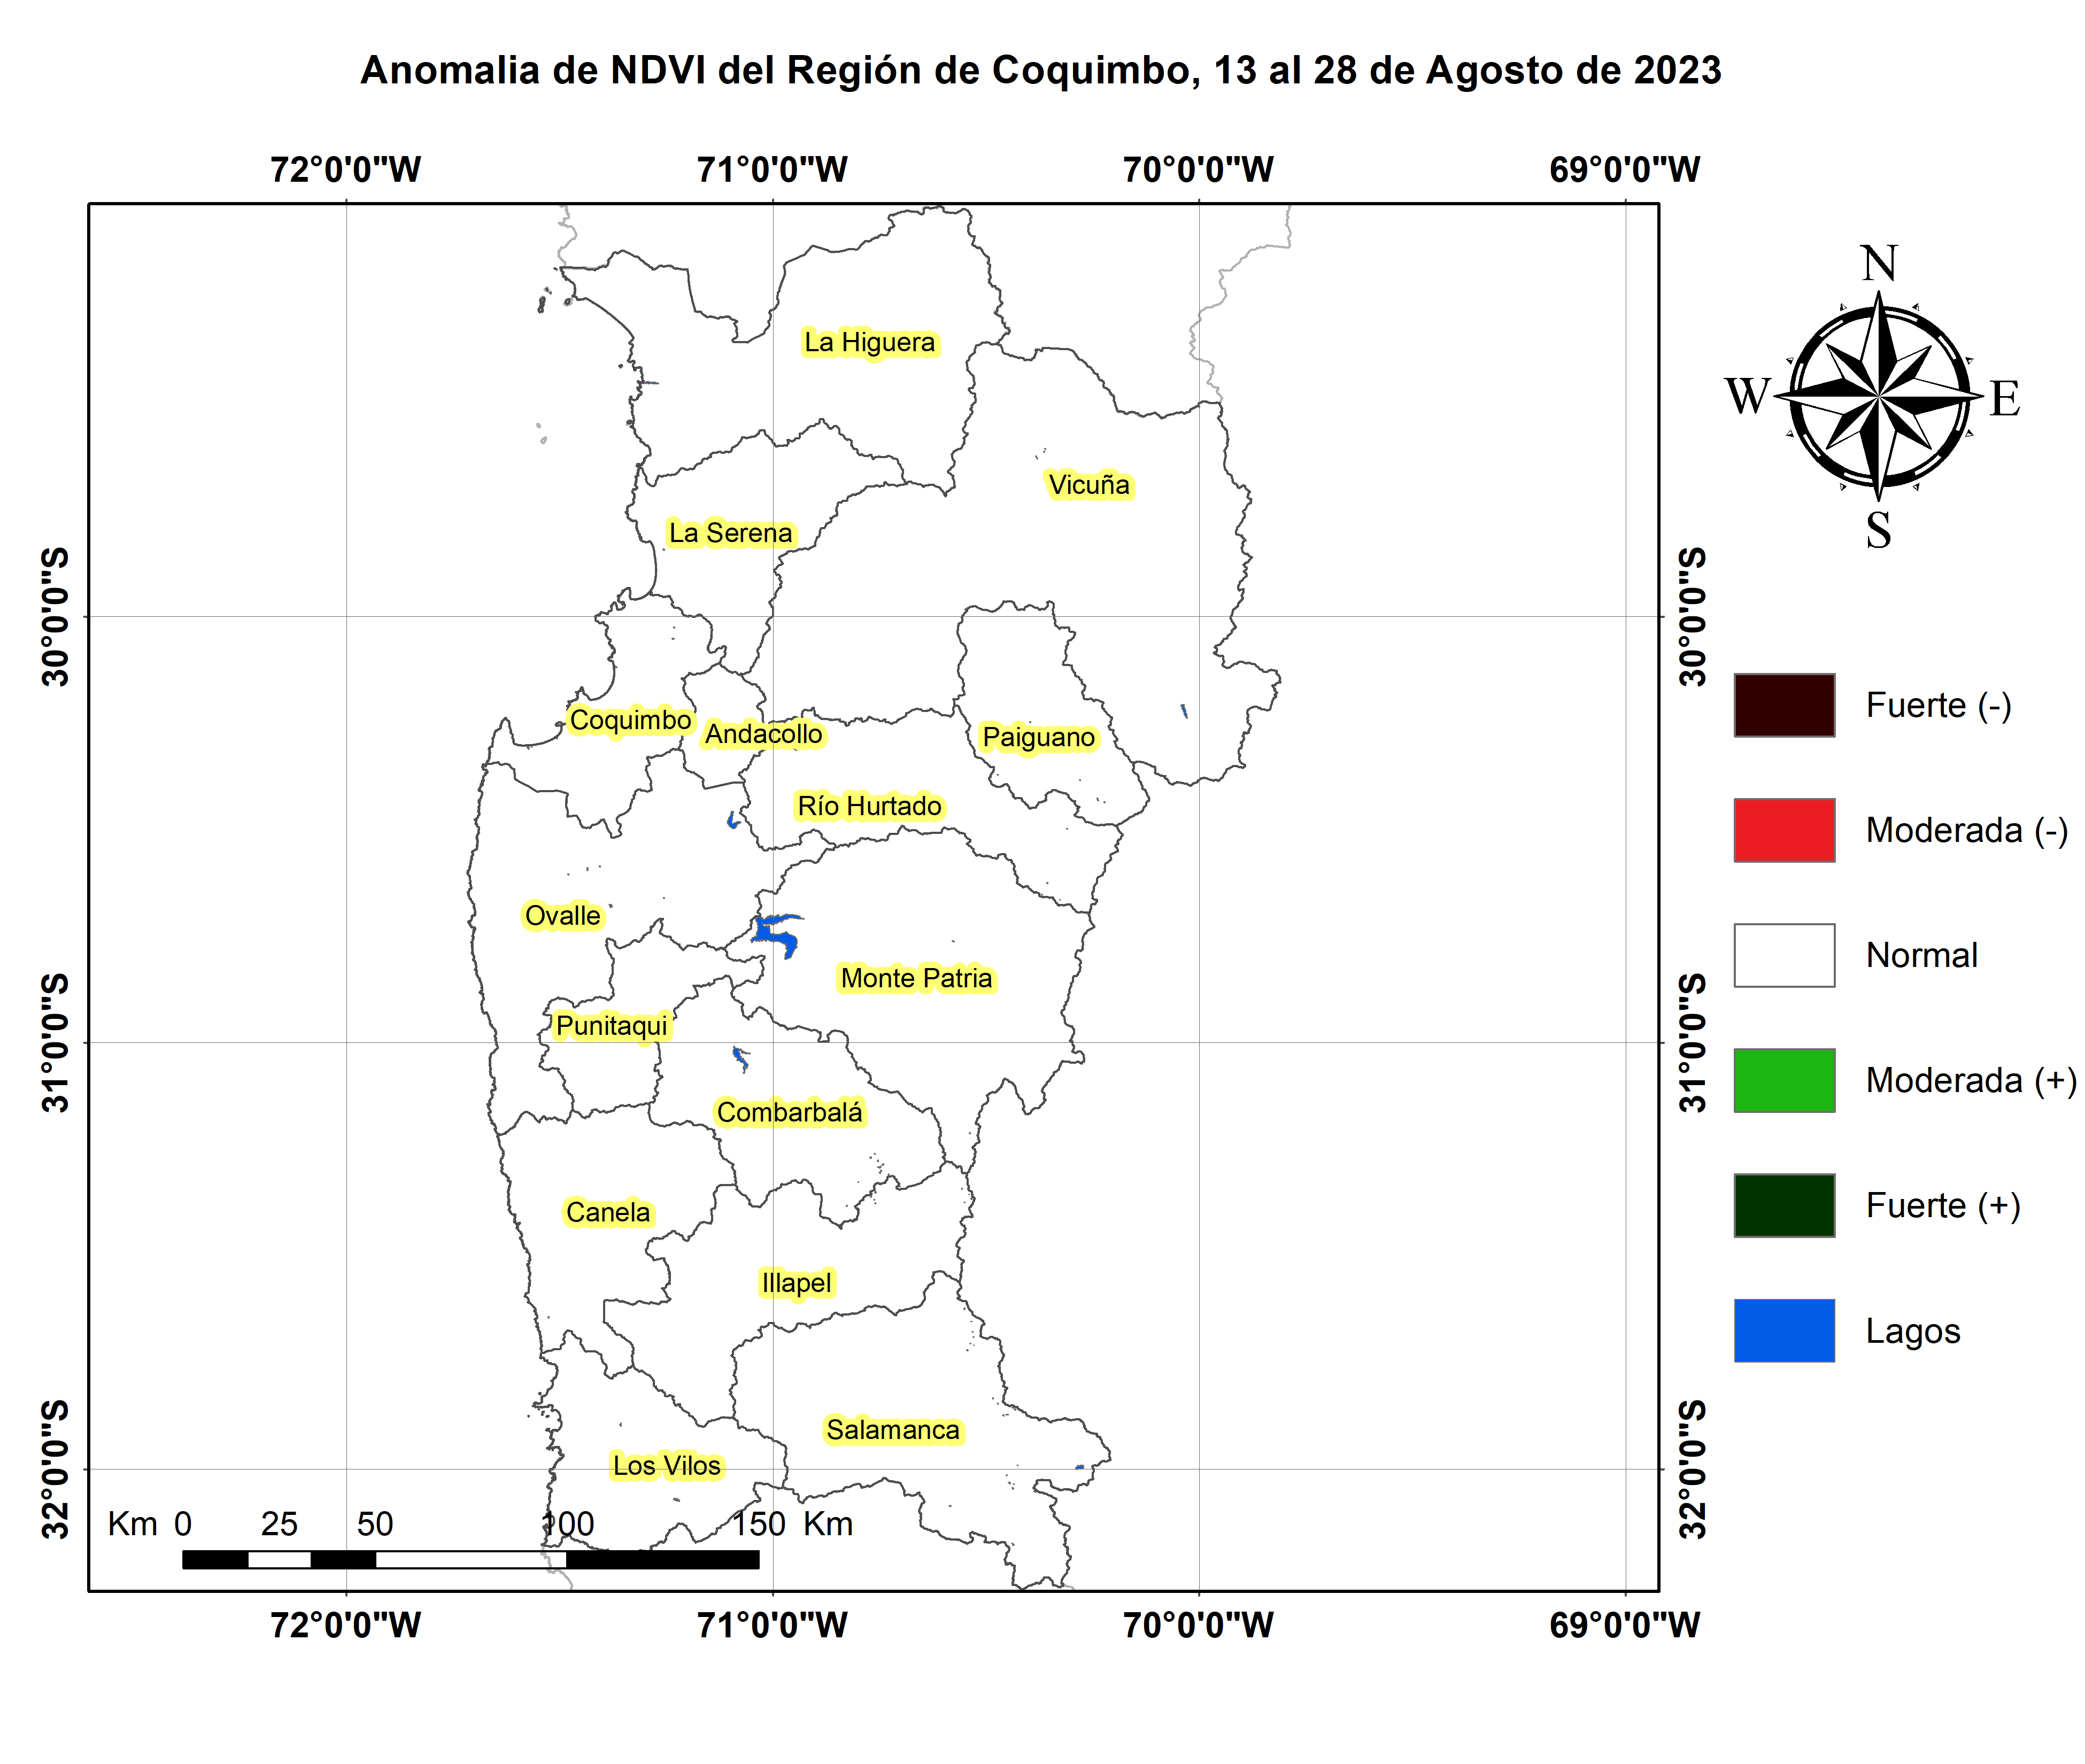 Anomalia de NDVI del Región de Coquimbo, 13 al 28 de Agosto de 2023
72°0'0"W 71°0'0"W 70°0'0"W 69°0'0"W
N
W E
S
30°0'0"S
31°0'0"S
32°0'0"S
30°0'0"S
31°0'0"S
32°0'0"S
La Higuera
Vicuña
La Serena
Coquimbo
Andacollo
Paiguano
Río Hurtado
Ovalle
Monte Patria
Punitaqui
Combarbalá
Canela
Illapel
Salamanca
Los Vilos
Km 0 25 50 100 150 Km
72°0'0"W 71°0'0"W 70°0'0"W 69°0'0"W
Fuerte (-)
Moderada (-)
Normal
Moderada (+)
Fuerte (+)
Lagos